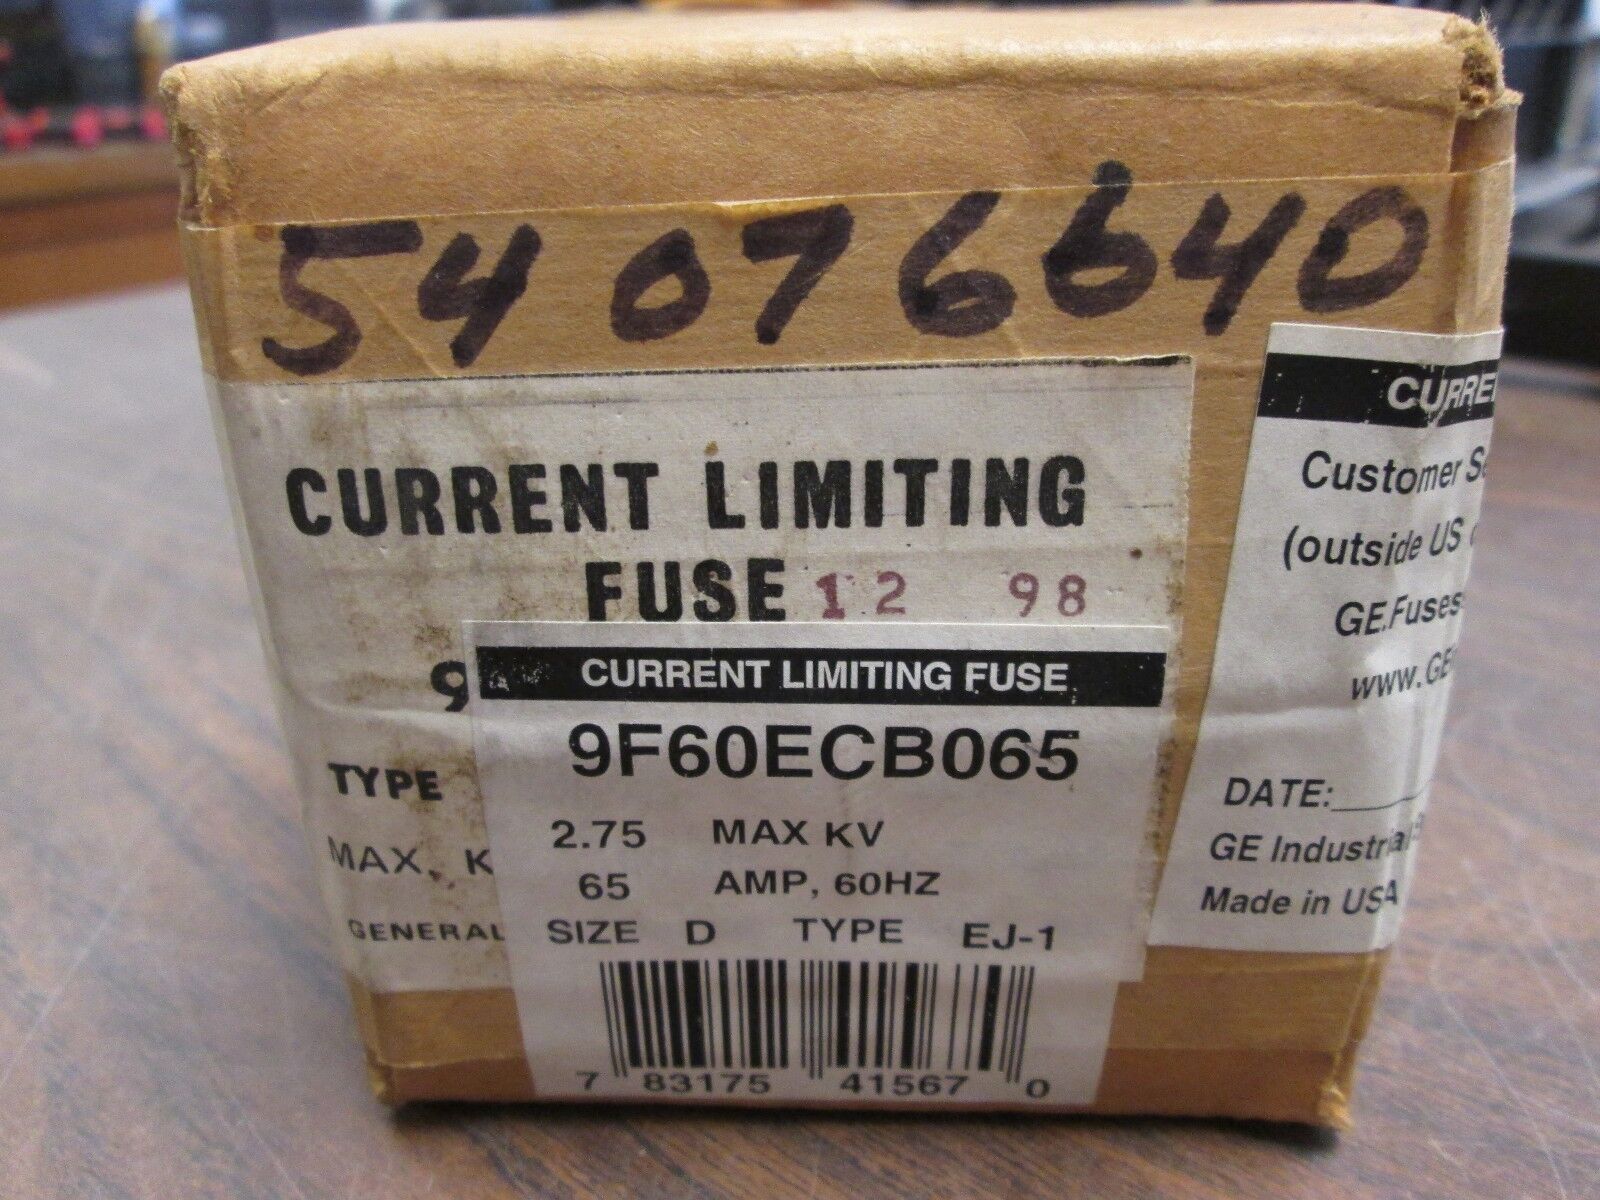 54 076640
CURRENT LIMITING
FUSE 12 98
9
TYPE
MAX. K
GENERAL
CURRENT LIMITING FUSE
9F60ECB065
2.75 MAX KV
65 AMP, 60HZ
SIZE D TYPE EJ-1
7 83175 41567 0
CURRE
Customer Se
(outside US
GE.Fuses
www.GE
DATE:
GE Industrial
Made in USA